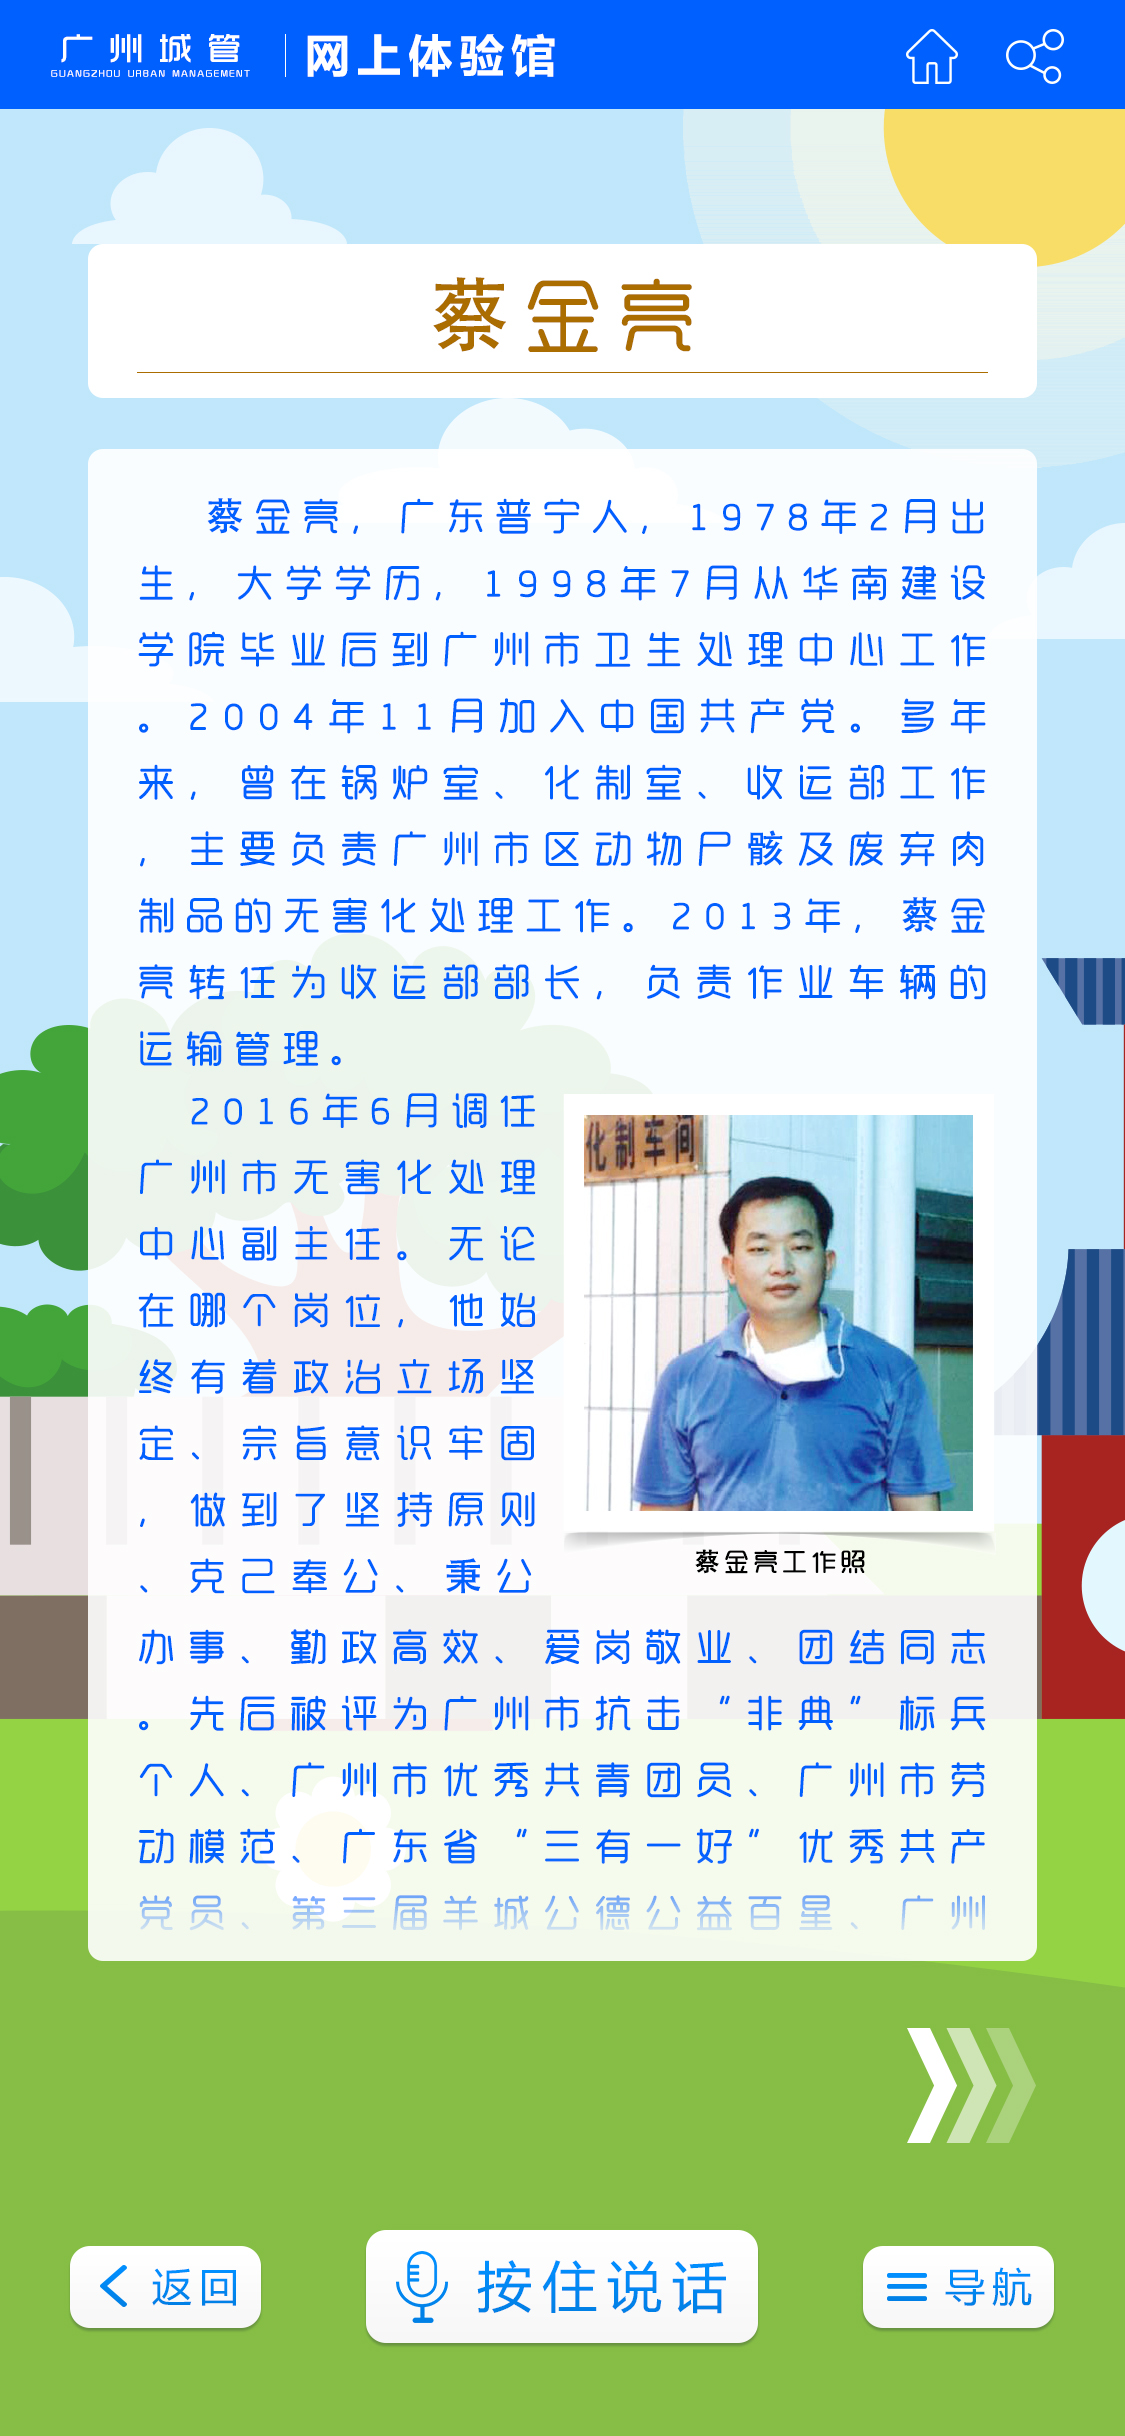 广州城管
GUANGZHOU URBAN MANAGEMENT
网上体验馆
蔡金亮
蔡金亮，广东普宁人，1978年2月出
生，大学学历，1998年7月从华南建设
学院毕业后到广州市卫生处理中心工作
。2004年11月加入中国共产党。多年
来，曾在锅炉室、化制室、收运部工作
，主要负责广州市区动物尸骸及废弃肉
制品的无害化处理工作。2013年，蔡金
亮转任为收运部部长，负责作业车辆的
运输管理。
2016年6月调任
广州市无害化处理
中心副主任。无论
在哪个岗位，他始
终有着政治立场坚
定、宗旨意识牢固
，做到了坚持原则
、克己奉公、秉公
化制车间
蔡金亮工作照
办事、勤政高效、爱岗敬业、团结同志
。先后被评为广州市抗击“非典”标兵
个人、广州市优秀共青团员、广州市劳
动模范、广东省“三有一好”优秀共产
党员、第三届羊城公德公益百星、广州
返回
按住说话
导航